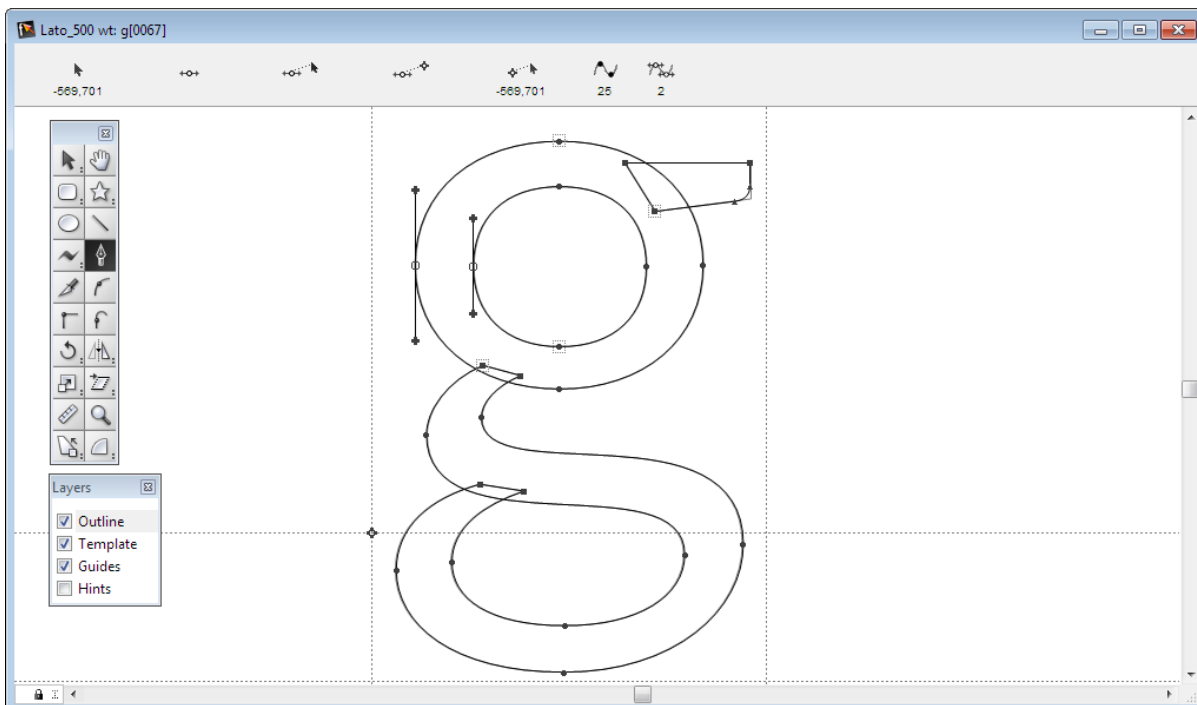 Lato_500 wt: g[0067]
-569,701
-569,701
25
2
Layers
Outline
Template
Guides
Hints